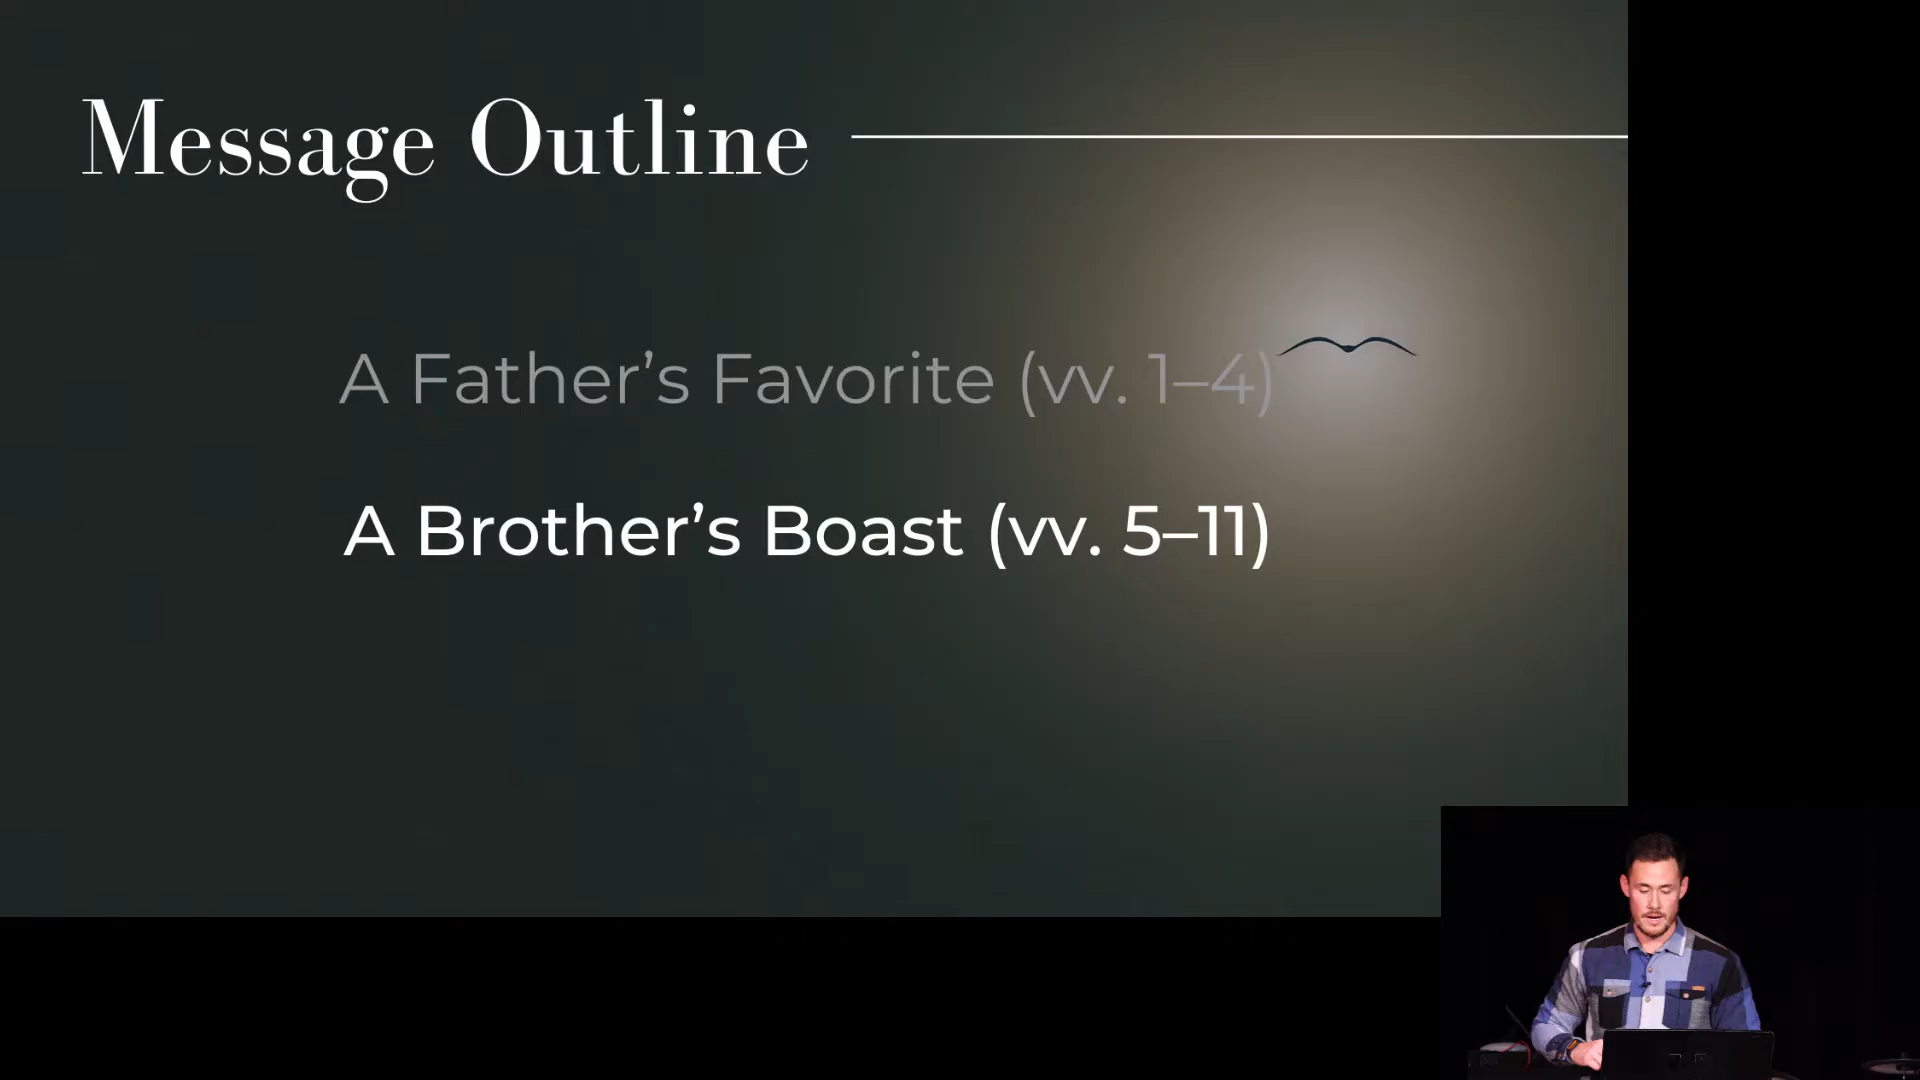 Message Outline
A Father’s Favorite (vv. 1–4)
A Brother’s Boast (vv. 5–11)